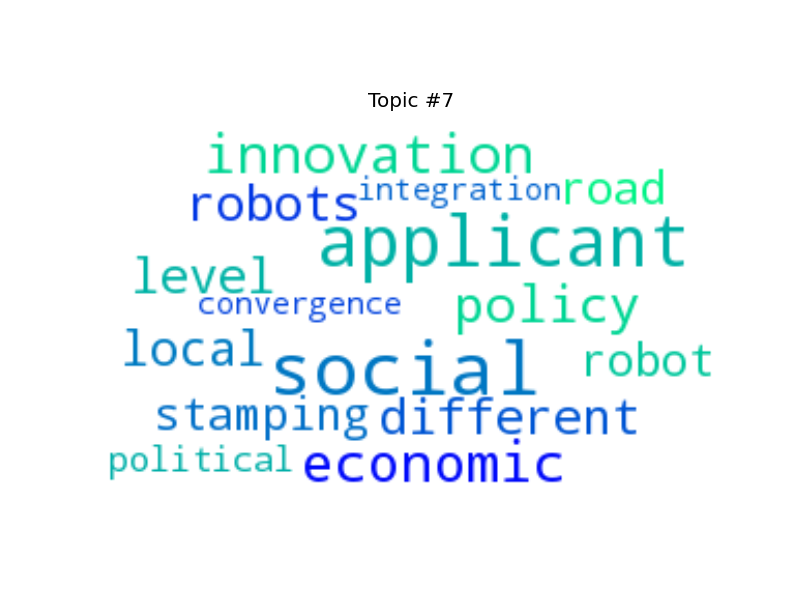 Topic #7
innovation
robots integration road
applicant
level
convergence policy
local social robot
stamping different
political economic